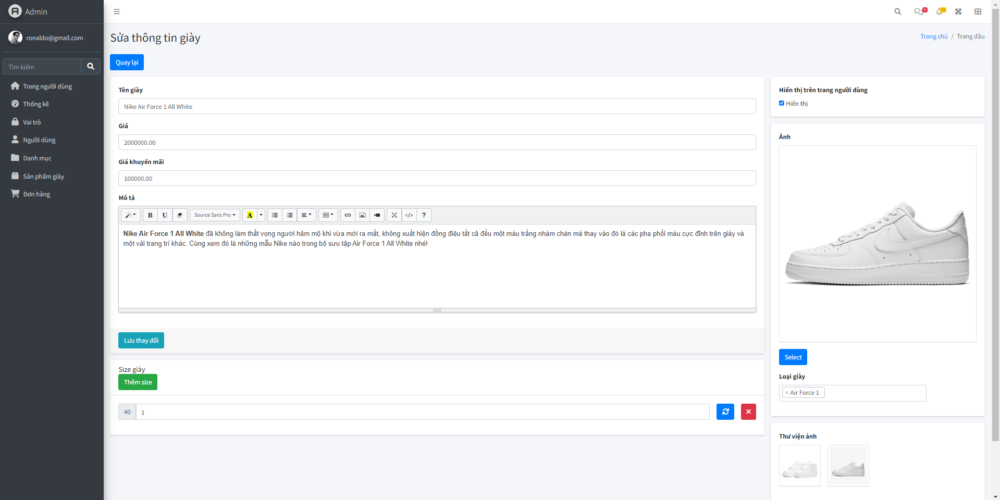 Admin
3
15
ronaldo@gmail.com
Tìm kiếm
Trang người dùng
Thống kê
Vai trò
Người dùng
Danh mục
Sản phẩm giày
Đơn hàng
Sửa thông tin giày
Trang chủ / Trang đầu
Quay lại
Tên giày
Nike Air Force 1 All White
Giá
2000000.00
Giá khuyến mãi
100000.00
Mô tả
B U Source Sans Pro A </> ?
Nike Air Force 1 All White đã không làm thất vọng người hâm mộ khi vừa mới ra mắt, không xuất hiện đồng điệu tất cả đều một màu trắng nhàm chán mà thay vào đó là các pha phối màu cực đỉnh trên giày và
một vài trang trí khác. Cùng xem đó là những mẫu Nike nào trong bộ sưu tập Air Force 1 All White nhé!
Lưu thay đổi
Size giày
Thêm size
40 1
Hiển thị trên trang người dùng
Hiển thị
Ảnh
AIR
Select
Loại giày
× Air Force 1
Thư viện ảnh